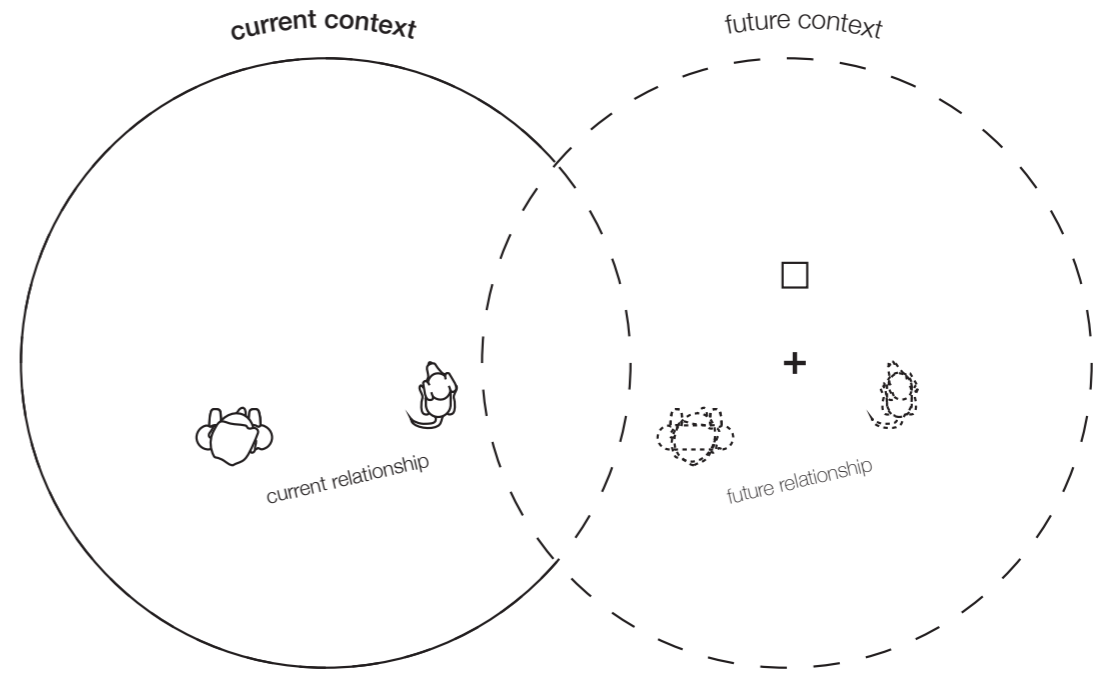 current context
future context
current relationship
future relationship